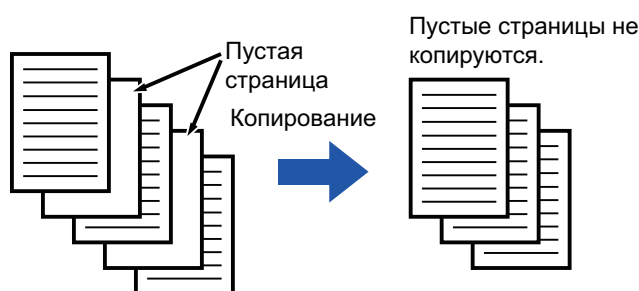 Пустая
страница
Копирование
Пустые страницы не
копируются.